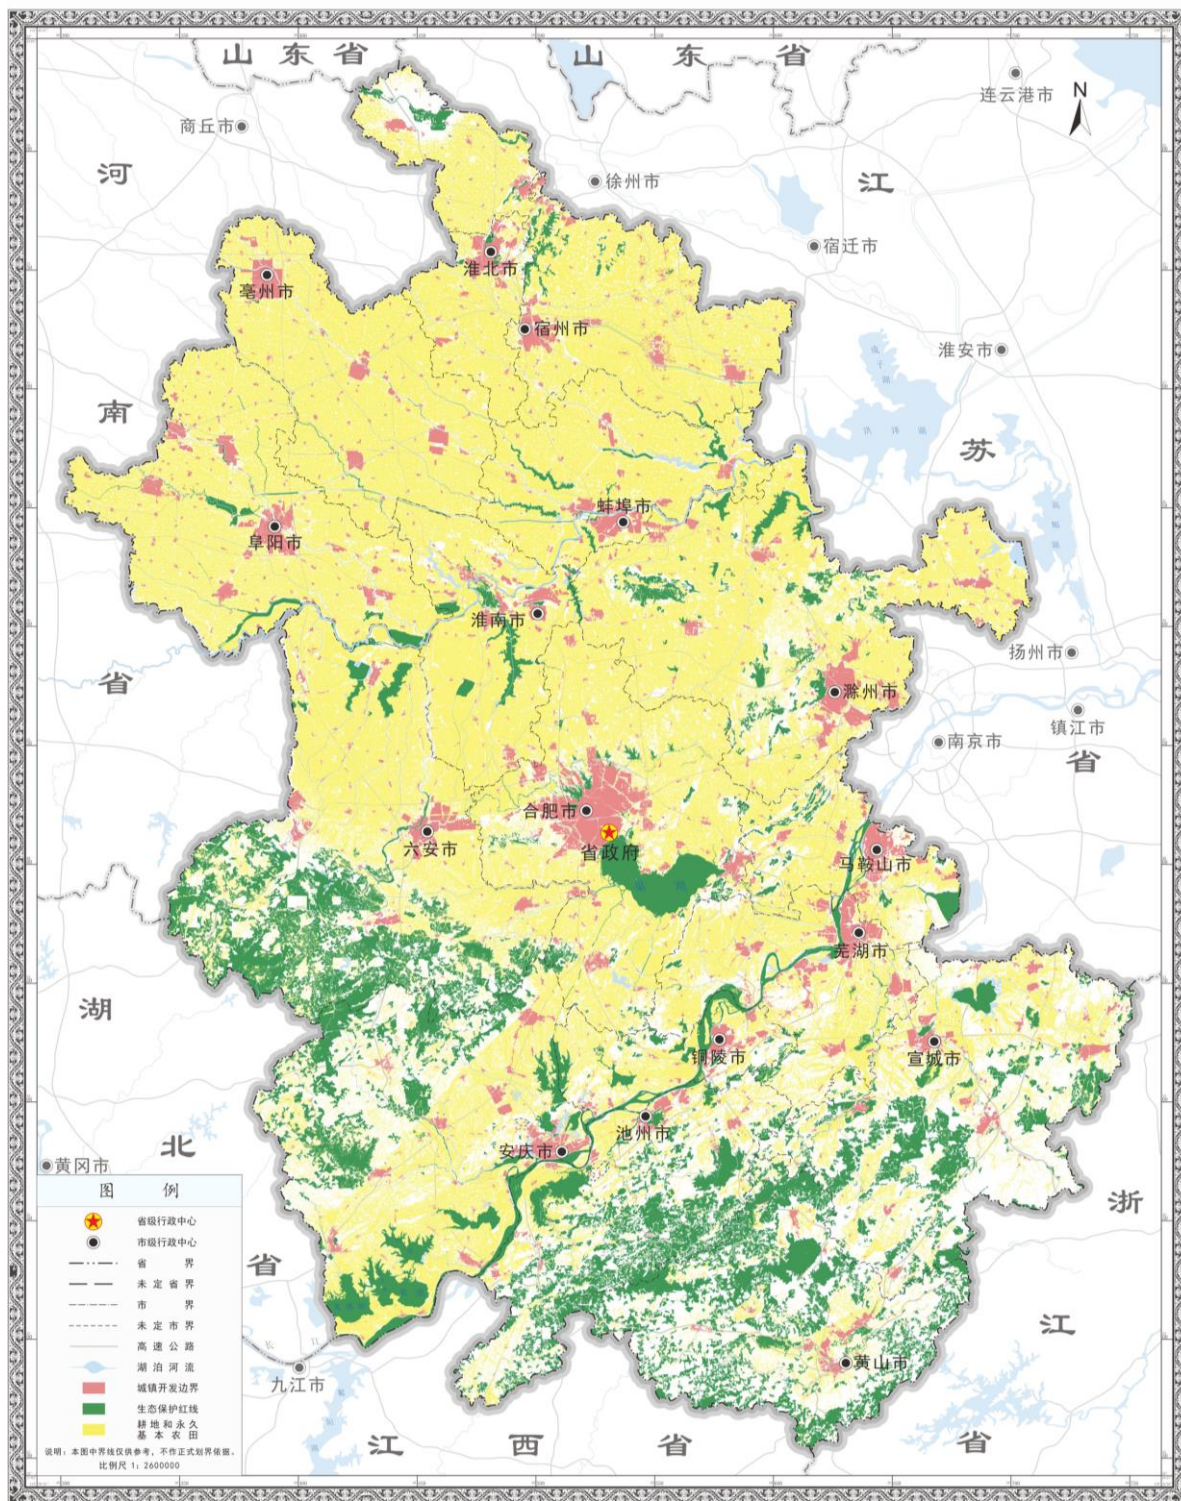 山东省
山东省
连云港市
N
商丘市
河
徐州市
江
宿迁市
淮北市
亳州市
宿州市
淮安市
南
苏
洪泽湖
蚌埠市
阜阳市
淮南市
扬州市
省
滁州市
镇江市
南京市
省
合肥市
六安市
省政府
马鞍山市
芜湖市
湖
铜陵市
宣城市
池州市
安庆市
北
黄冈市
浙
省
江
黄山市
九江市
江西省
省
图例
省级行政中心
市级行政中心
省界
未定省界
市界
未定市界
高速公路
湖泊河流
城镇开发边界
生态保护红线
耕地和永久
基本农田
说明：本图中界线仅供参考，不作正式划界依据。
比例尺 1：2600000